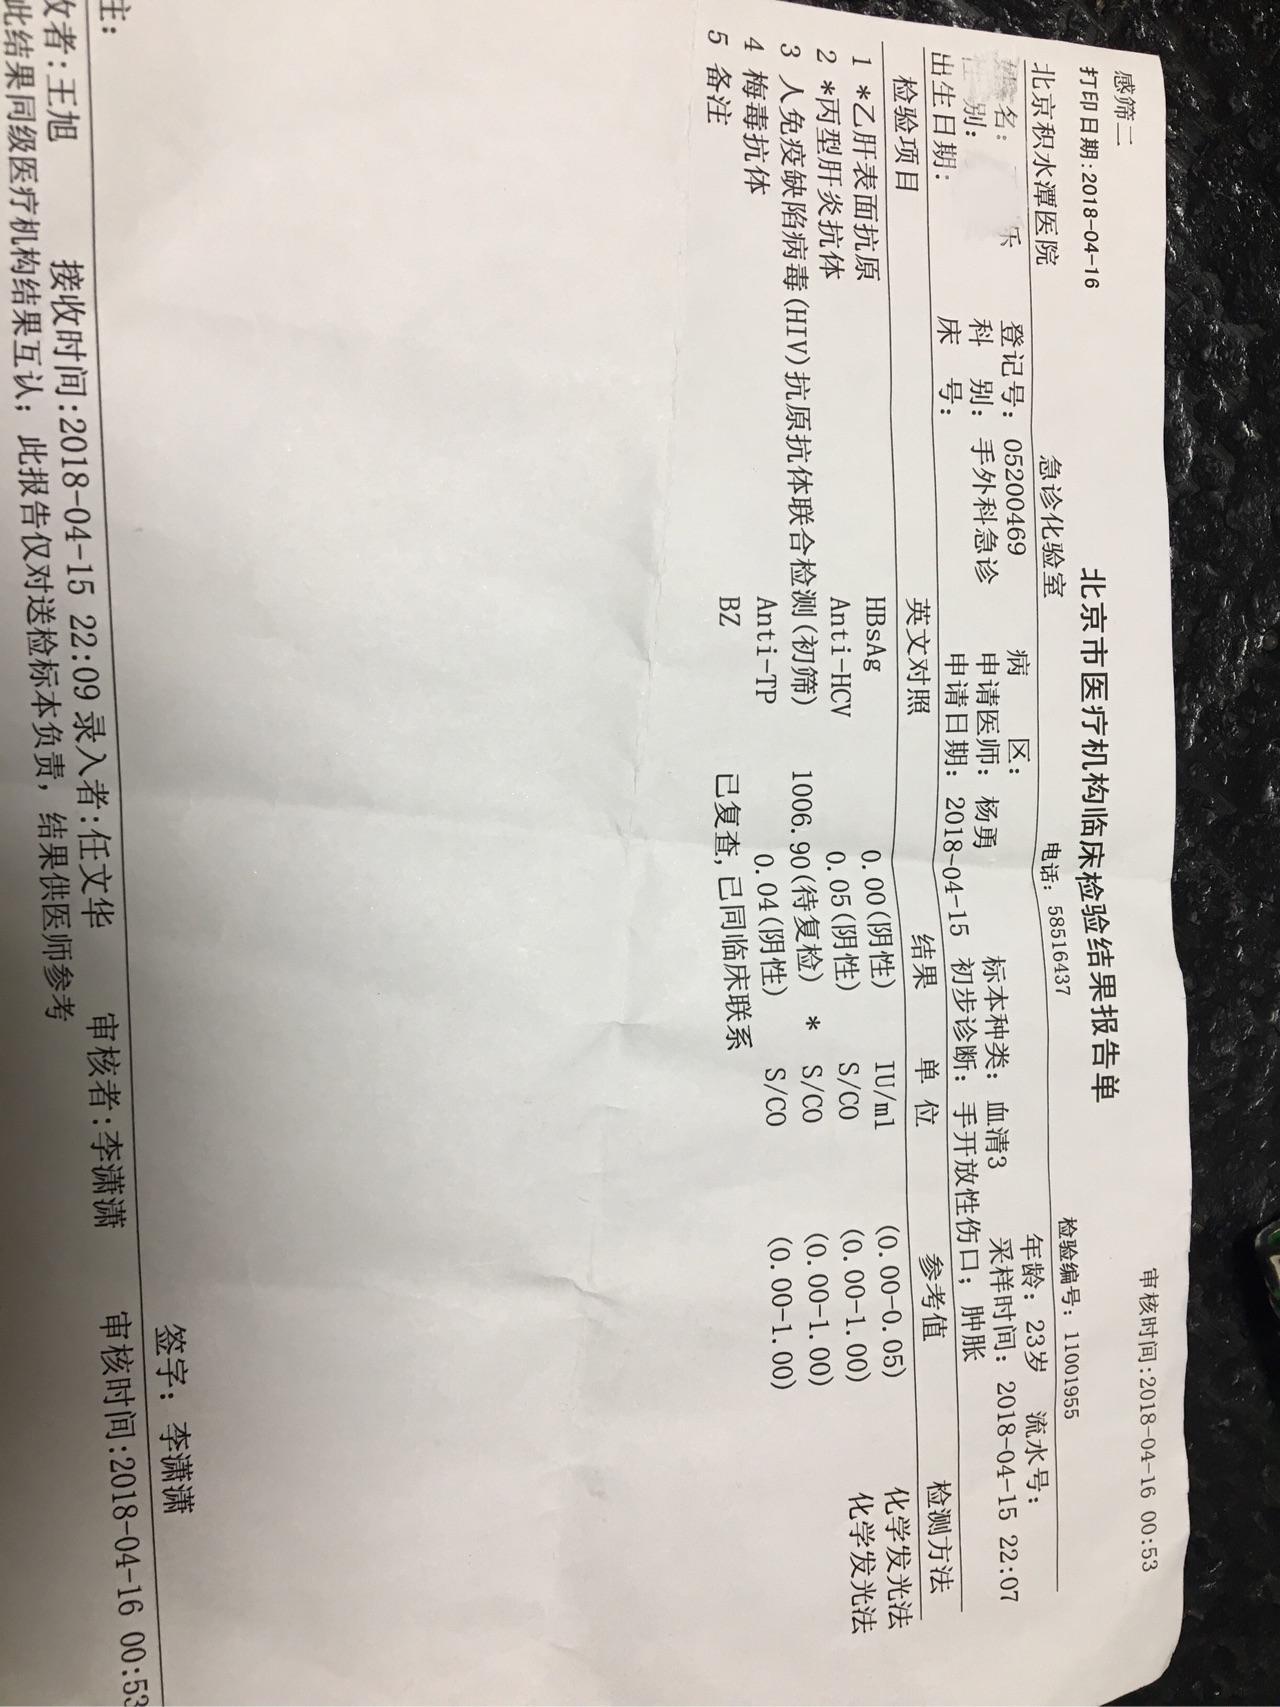 感筛二
审核时间:2018-04-16 00:53
打印日期:2018-04-16
北京市医疗机构临床检验结果报告单
北京积水潭医院 急诊化验室 电话: 58516437 检验编号: 11001955
名: 乐 登记号: 05200469 病 区: 标本种类: 血清3 年龄: 23岁 流水号:
别: 科 别: 手外科急诊 申请医师: 杨勇 采样时间: 2018-04-15 22:07
出生日期: 床 号: 申请日期: 2018-04-15 初步诊断: 手开放性伤口; 肿胀
检验项目 英文对照 结果 单 位 参考值 检测方法
1 *乙肝表面抗原 HBsAg 0.00(阴性) IU/ml (0.00-0.05) 化学发光法
2 *丙型肝炎抗体 Anti-HCV 0.05(阴性) S/CO (0.00-1.00) 化学发光法
3 人免疫缺陷病毒(HIV)抗原抗体联合检测(初筛) 1006.90(待复检) * S/CO (0.00-1.00)
4 梅毒抗体 Anti-TP 0.04(阴性) S/CO (0.00-1.00)
5 备注 BZ 已复查,已同临床联系
签字: 李潇潇
注:
收者:王旭 接收时间:2018-04-15 22:09 录入者:任文华 审核者:李潇潇 审核时间:2018-04-16 00:53
此结果同级医疗机构结果互认; 此报告仅对送检标本负责, 结果供医师参考